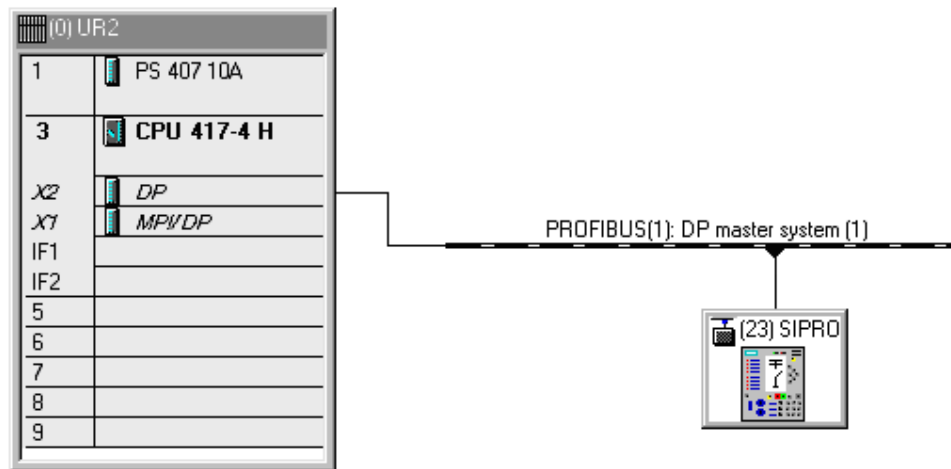 (0) UR2
1 PS 407 10A
3 CPU 417-4 H
X2 DP
X1 MPI/DP
IF1
IF2
5
6
7
8
9
PROFIBUS(1): DP master system (1)
(23) SIPRO